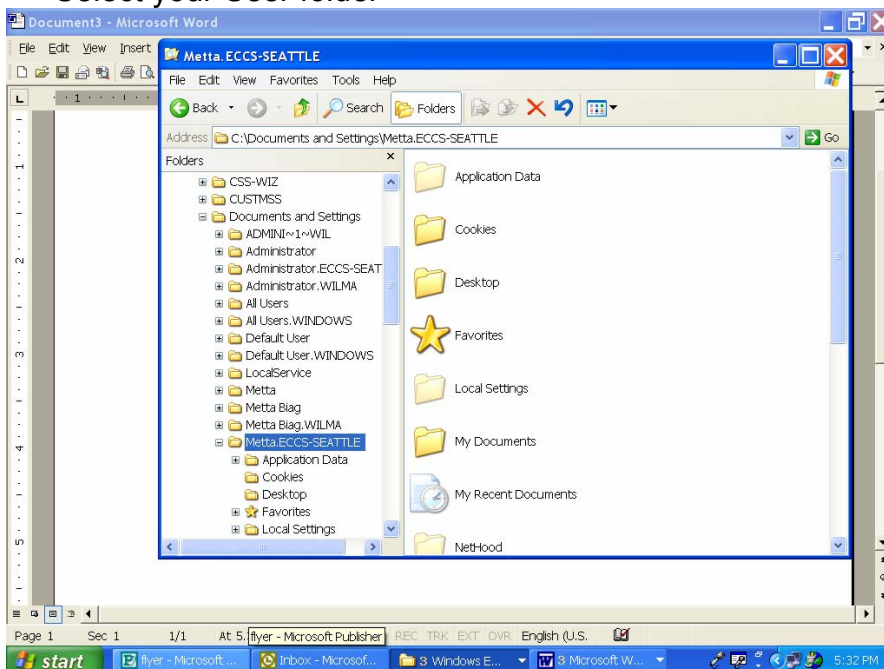 Select your User folder
Document3 - Microsoft Word
File Edit View Insert
Metta.ECCS-SEATTLE
File Edit View Favorites Tools Help
Back Search Folders
Address C:\Documents and Settings\Metta.ECCS-SEATTLE Go
Folders
CSS-WIZ
CUSTMSS
Documents and Settings
ADMINI~1~WIL
Administrator
Administrator.ECCS-SEAT
Administrator.WILMA
All Users
All Users.WINDOWS
Default User
Default User.WINDOWS
LocalService
Metta
Metta Biag
Metta Biag.WILMA
Metta.ECCS-SEATTLE
Application Data
Cookies
Desktop
Favorites
Local Settings
Application Data
Cookies
Desktop
Favorites
Local Settings
My Documents
My Recent Documents
NetHood
L
1
1
2
3
4
5
Page 1 Sec 1 1/1 At 5. flyer - Microsoft Publisher REC TRK EXT OVR English (U.S.
start flyer - Microsoft ... Inbox - Microsof... 3 Windows E... 3 Microsoft W... 5:32 PM